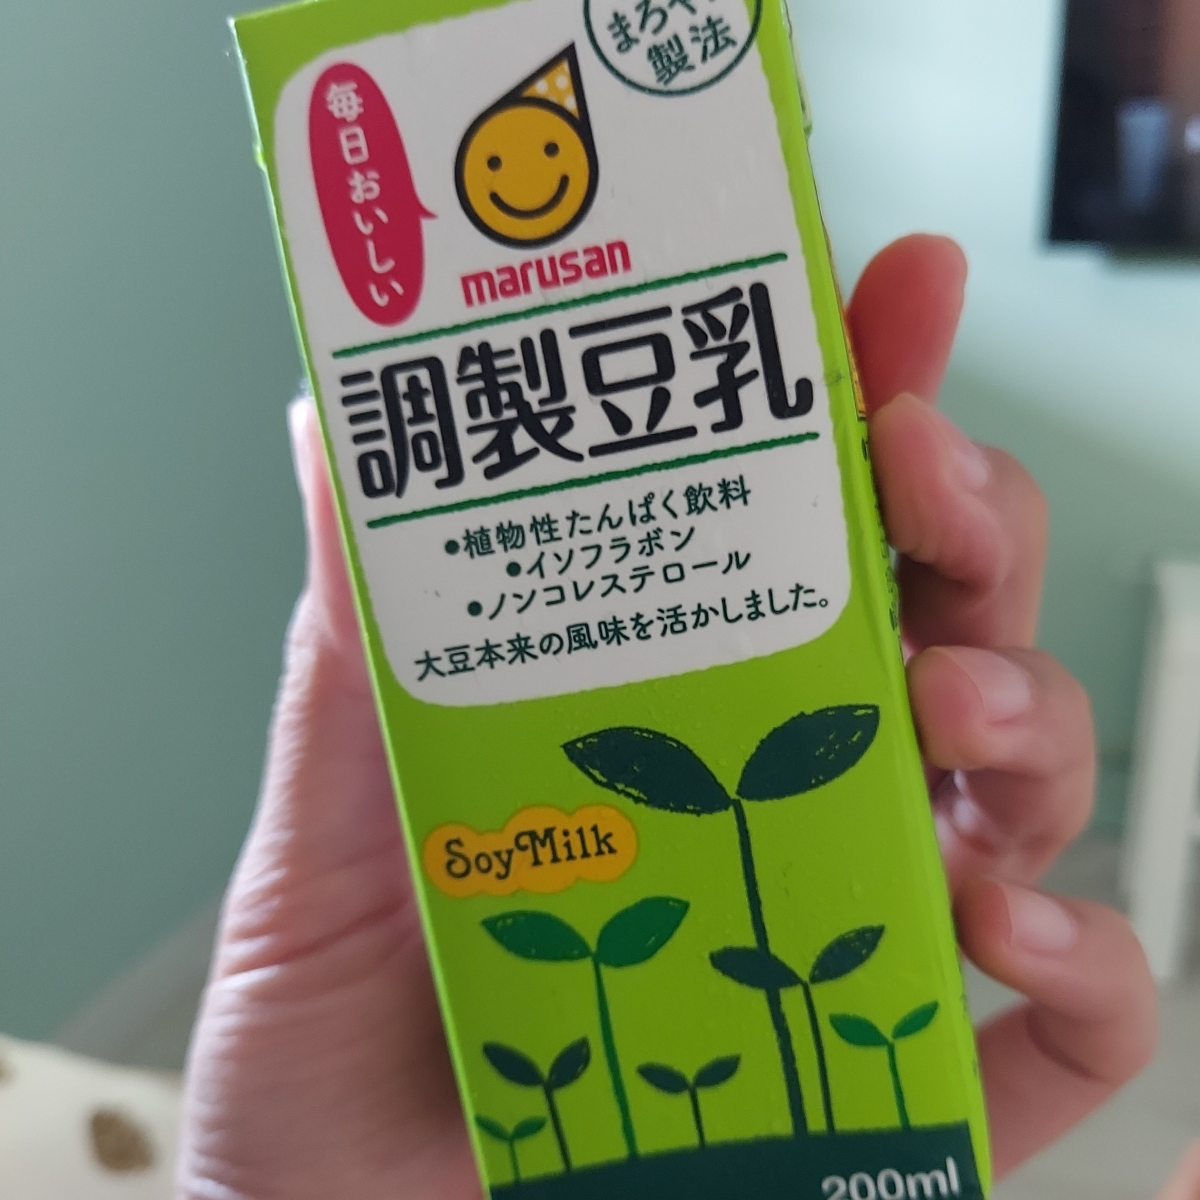 まろや
製法
毎日おいしい
marusan
調製豆乳
•植物性たんぱく飲料
•イソフラボン
•ノンコレステロール
大豆本来の風味を活かしました。
Soy Milk
200ml